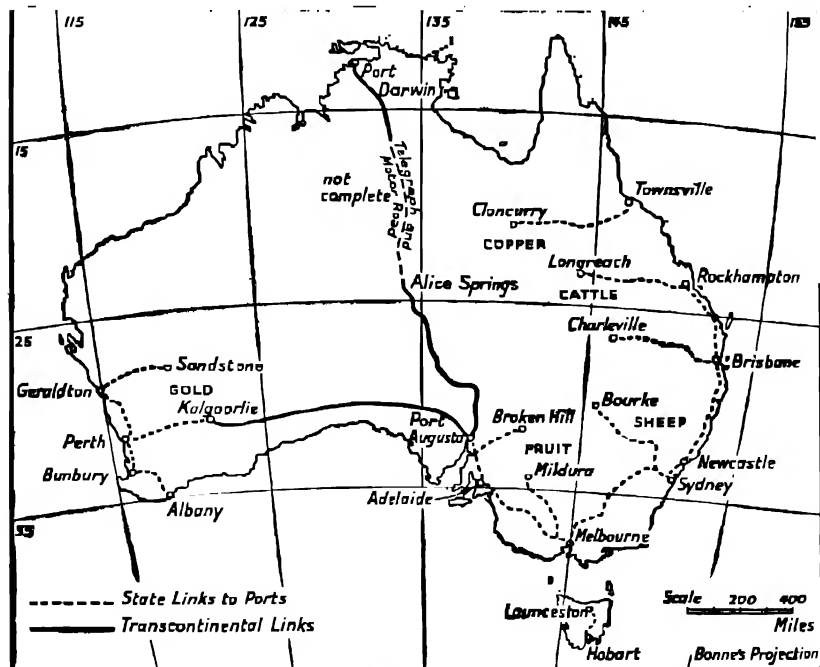 115
125
135
145
155
Port
Darwin
15
not
complete
Telegraph and
Motor Road
Townsville
Cloncurry
COPPER
Longreach
Rockhampton
CATTLE
Alice Springs
25
Charleville
Brisbane
Sandstone
Geraldton
GOLD
Kalgoorlie
Port
Augusta
Broken Hill
Bourke
SHEEP
Perth
FRUIT
Mildura
Newcastle
Bunbury
Sydney
Adelaide
Albany
35
Melbourne
State Links to Ports
Transcontinental Links
Launceston
Hobart
Scale 200 400
Miles
Bonne's Projection